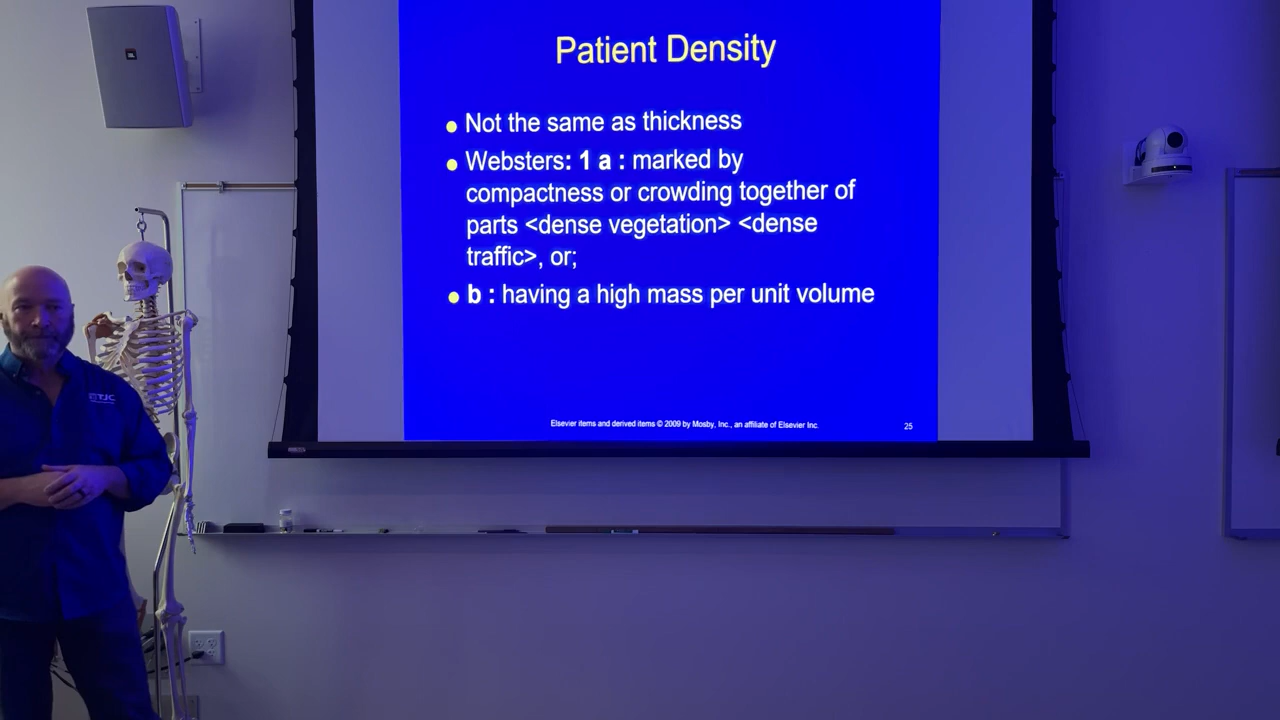 Patient Density
Not the same as thickness
Websters: 1 a : marked by
compactness or crowding together of
parts <dense vegetation> <dense
traffic>, or;
b : having a high mass per unit volume
Elsevier items and derived items © 2009 by Mosby, Inc., an affiliate of Elsevier Inc.
25
JBL
TJC